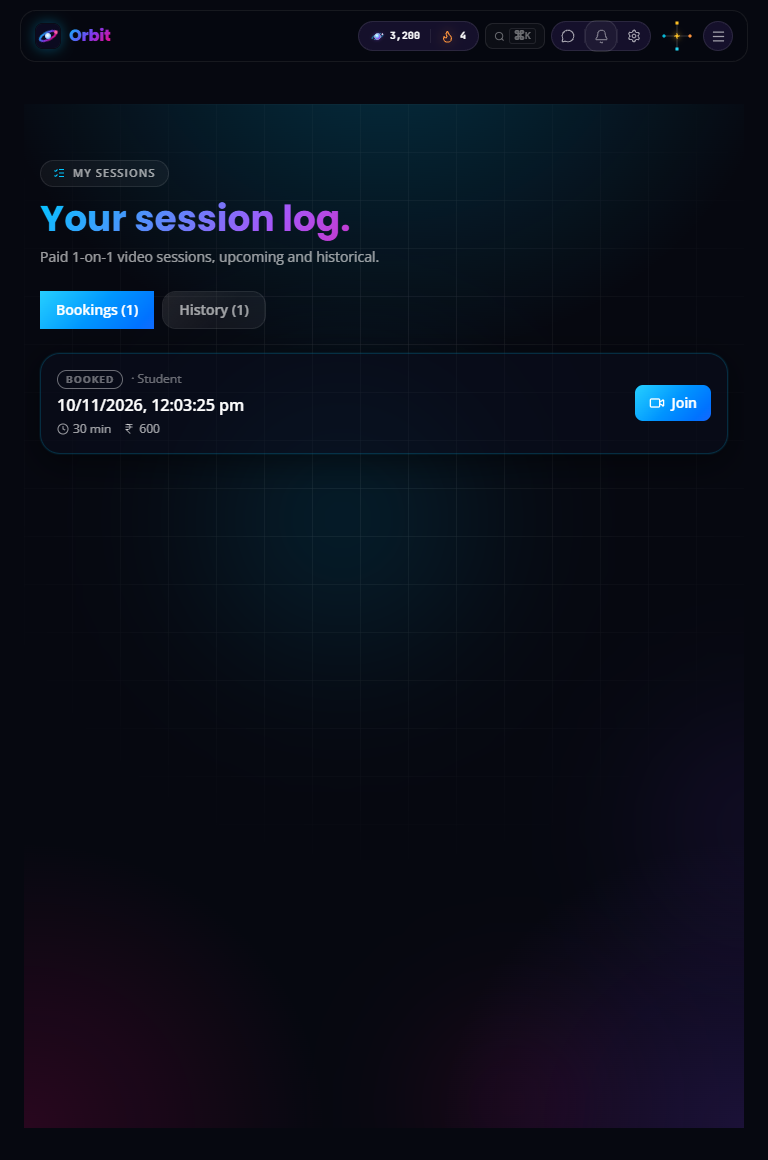 Orbit
3,200
4
⌘K
MY SESSIONS
Your session log.
Paid 1-on-1 video sessions, upcoming and historical.
Bookings (1)
History (1)
BOOKED · Student
10/11/2026, 12:03:25 pm
30 min ₹ 600
Join